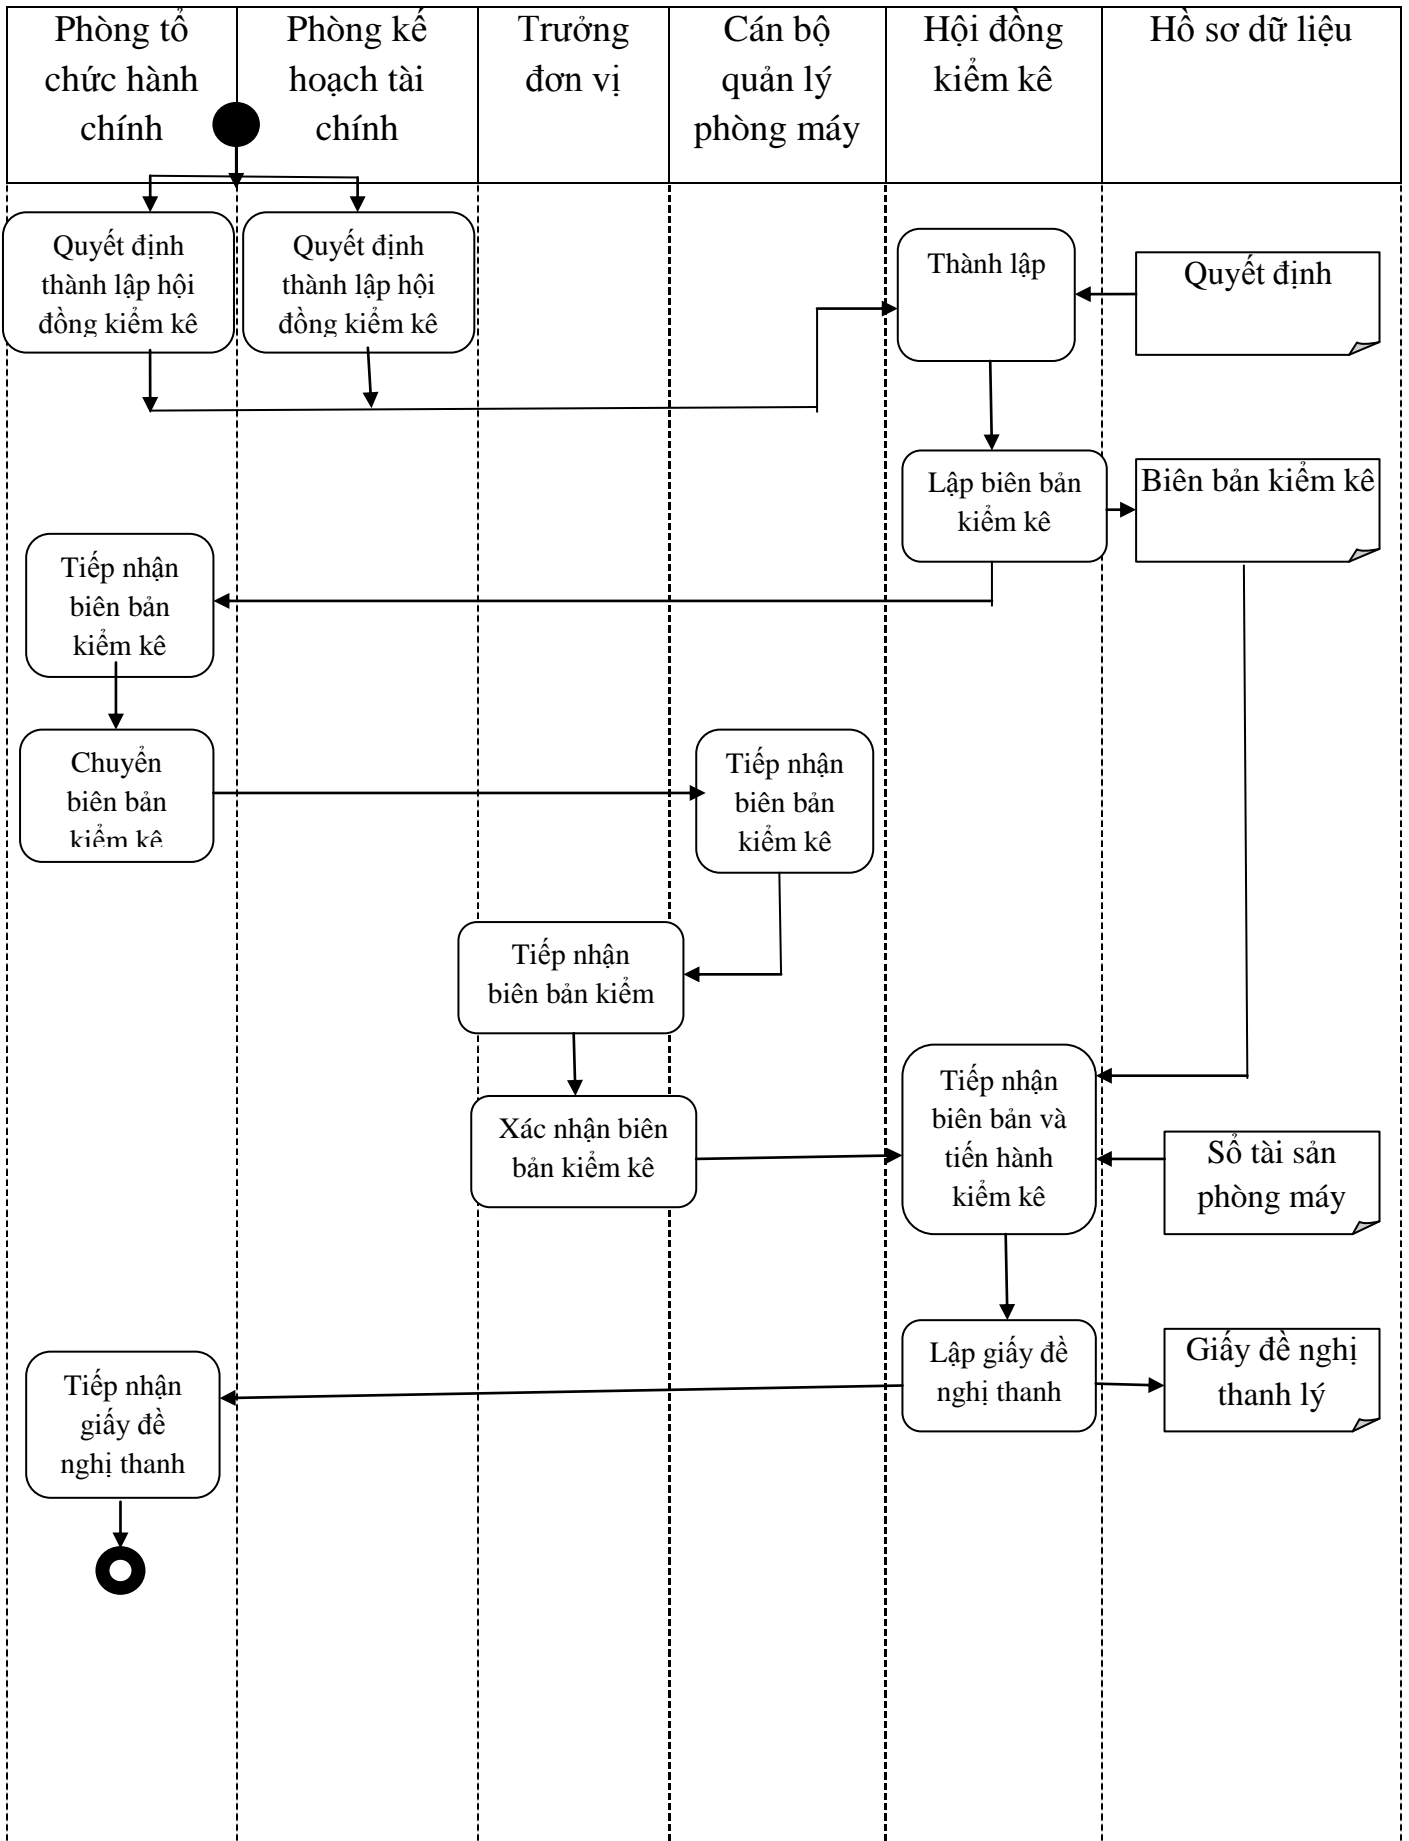 Phòng tổ
chức hành
chính
Phòng kế
hoạch tài
chính
Trưởng
đơn vị
Cán bộ
quản lý
phòng máy
Hội đồng
kiểm kê
Hồ sơ dữ liệu
Quyết định
thành lập hội
đồng kiểm kê
Quyết định
thành lập hội
đồng kiểm kê
Thành lập
Quyết định
Lập biên bản
kiểm kê
Biên bản kiểm kê
Tiếp nhận
biên bản
kiểm kê
Chuyển
biên bản
kiểm kê
Tiếp nhận
biên bản
kiểm kê
Tiếp nhận
biên bản kiểm
Xác nhận biên
bản kiểm kê
Tiếp nhận
biên bản và
tiến hành
kiểm kê
Sổ tài sản
phòng máy
Lập giấy đề
nghị thanh
Giấy đề nghị
thanh lý
Tiếp nhận
giấy đề
nghị thanh